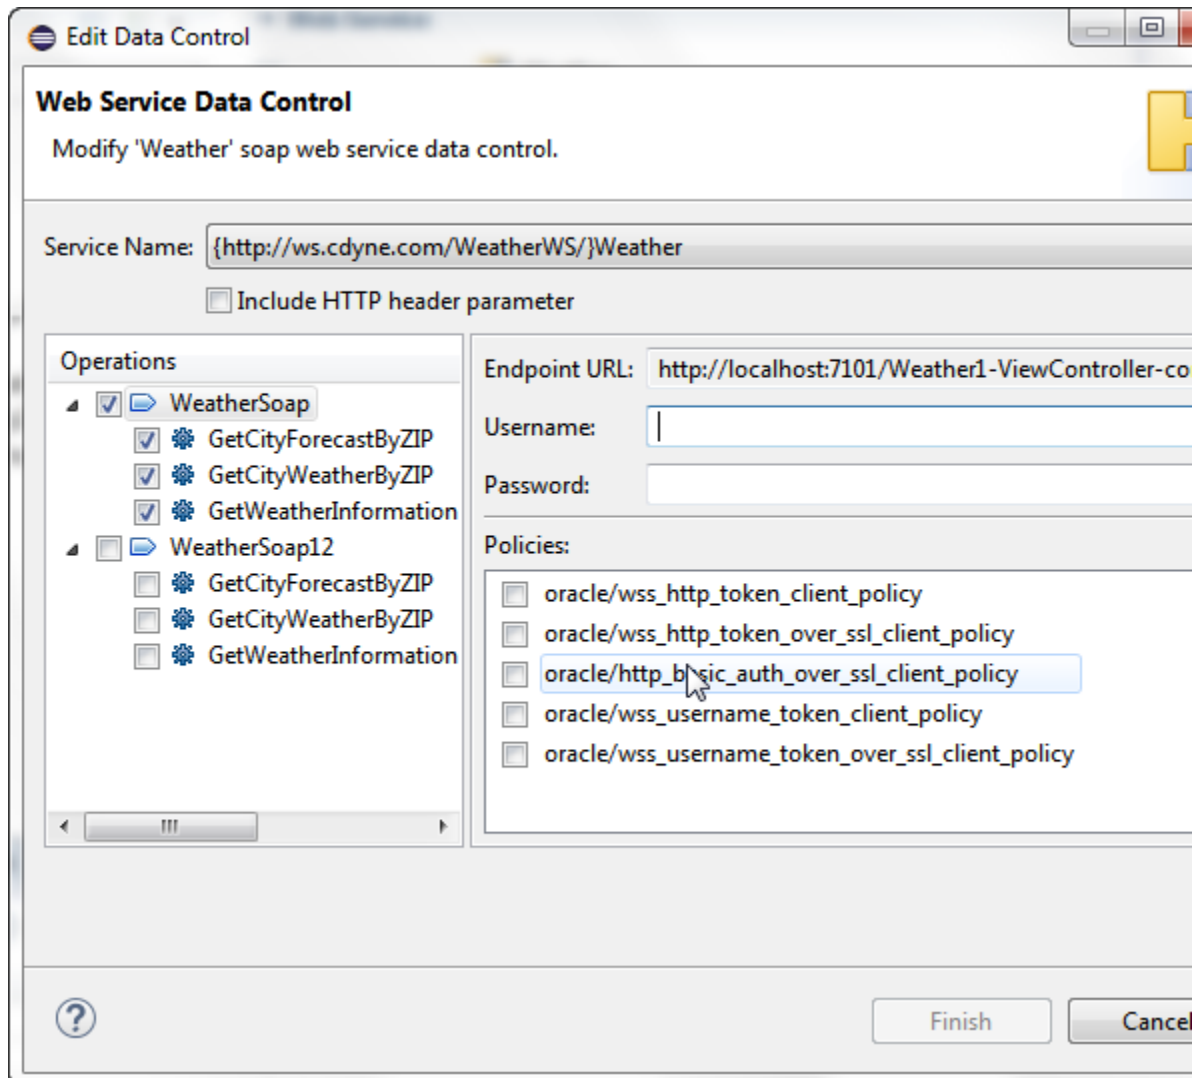 Edit Data Control
Web Service Data Control
Modify 'Weather' soap web service data control.
Service Name: {http://ws.cdyne.com/WeatherWS/}Weather
Include HTTP header parameter
Operations
WeatherSoap
GetCityForecastByZIP
GetCityWeatherByZIP
GetWeatherInformation
WeatherSoap12
GetCityForecastByZIP
GetCityWeatherByZIP
GetWeatherInformation
Endpoint URL: http://localhost:7101/Weather1-ViewController-co
Username:
Password:
Policies:
oracle/wss_http_token_client_policy
oracle/wss_http_token_over_ssl_client_policy
oracle/http_basic_auth_over_ssl_client_policy
oracle/wss_username_token_client_policy
oracle/wss_username_token_over_ssl_client_policy
Finish
Cancel